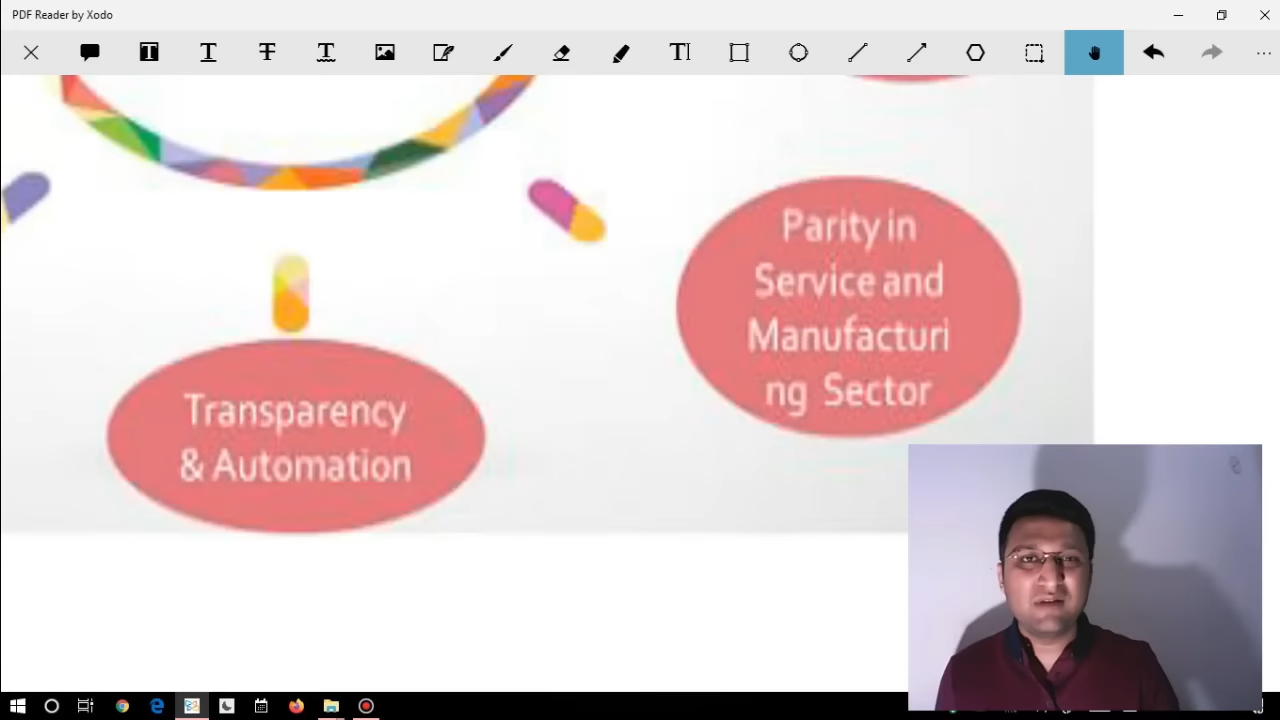 PDF Reader by Xodo
Parity in
Service and
Manufacturi
ng Sector
Transparency
& Automation